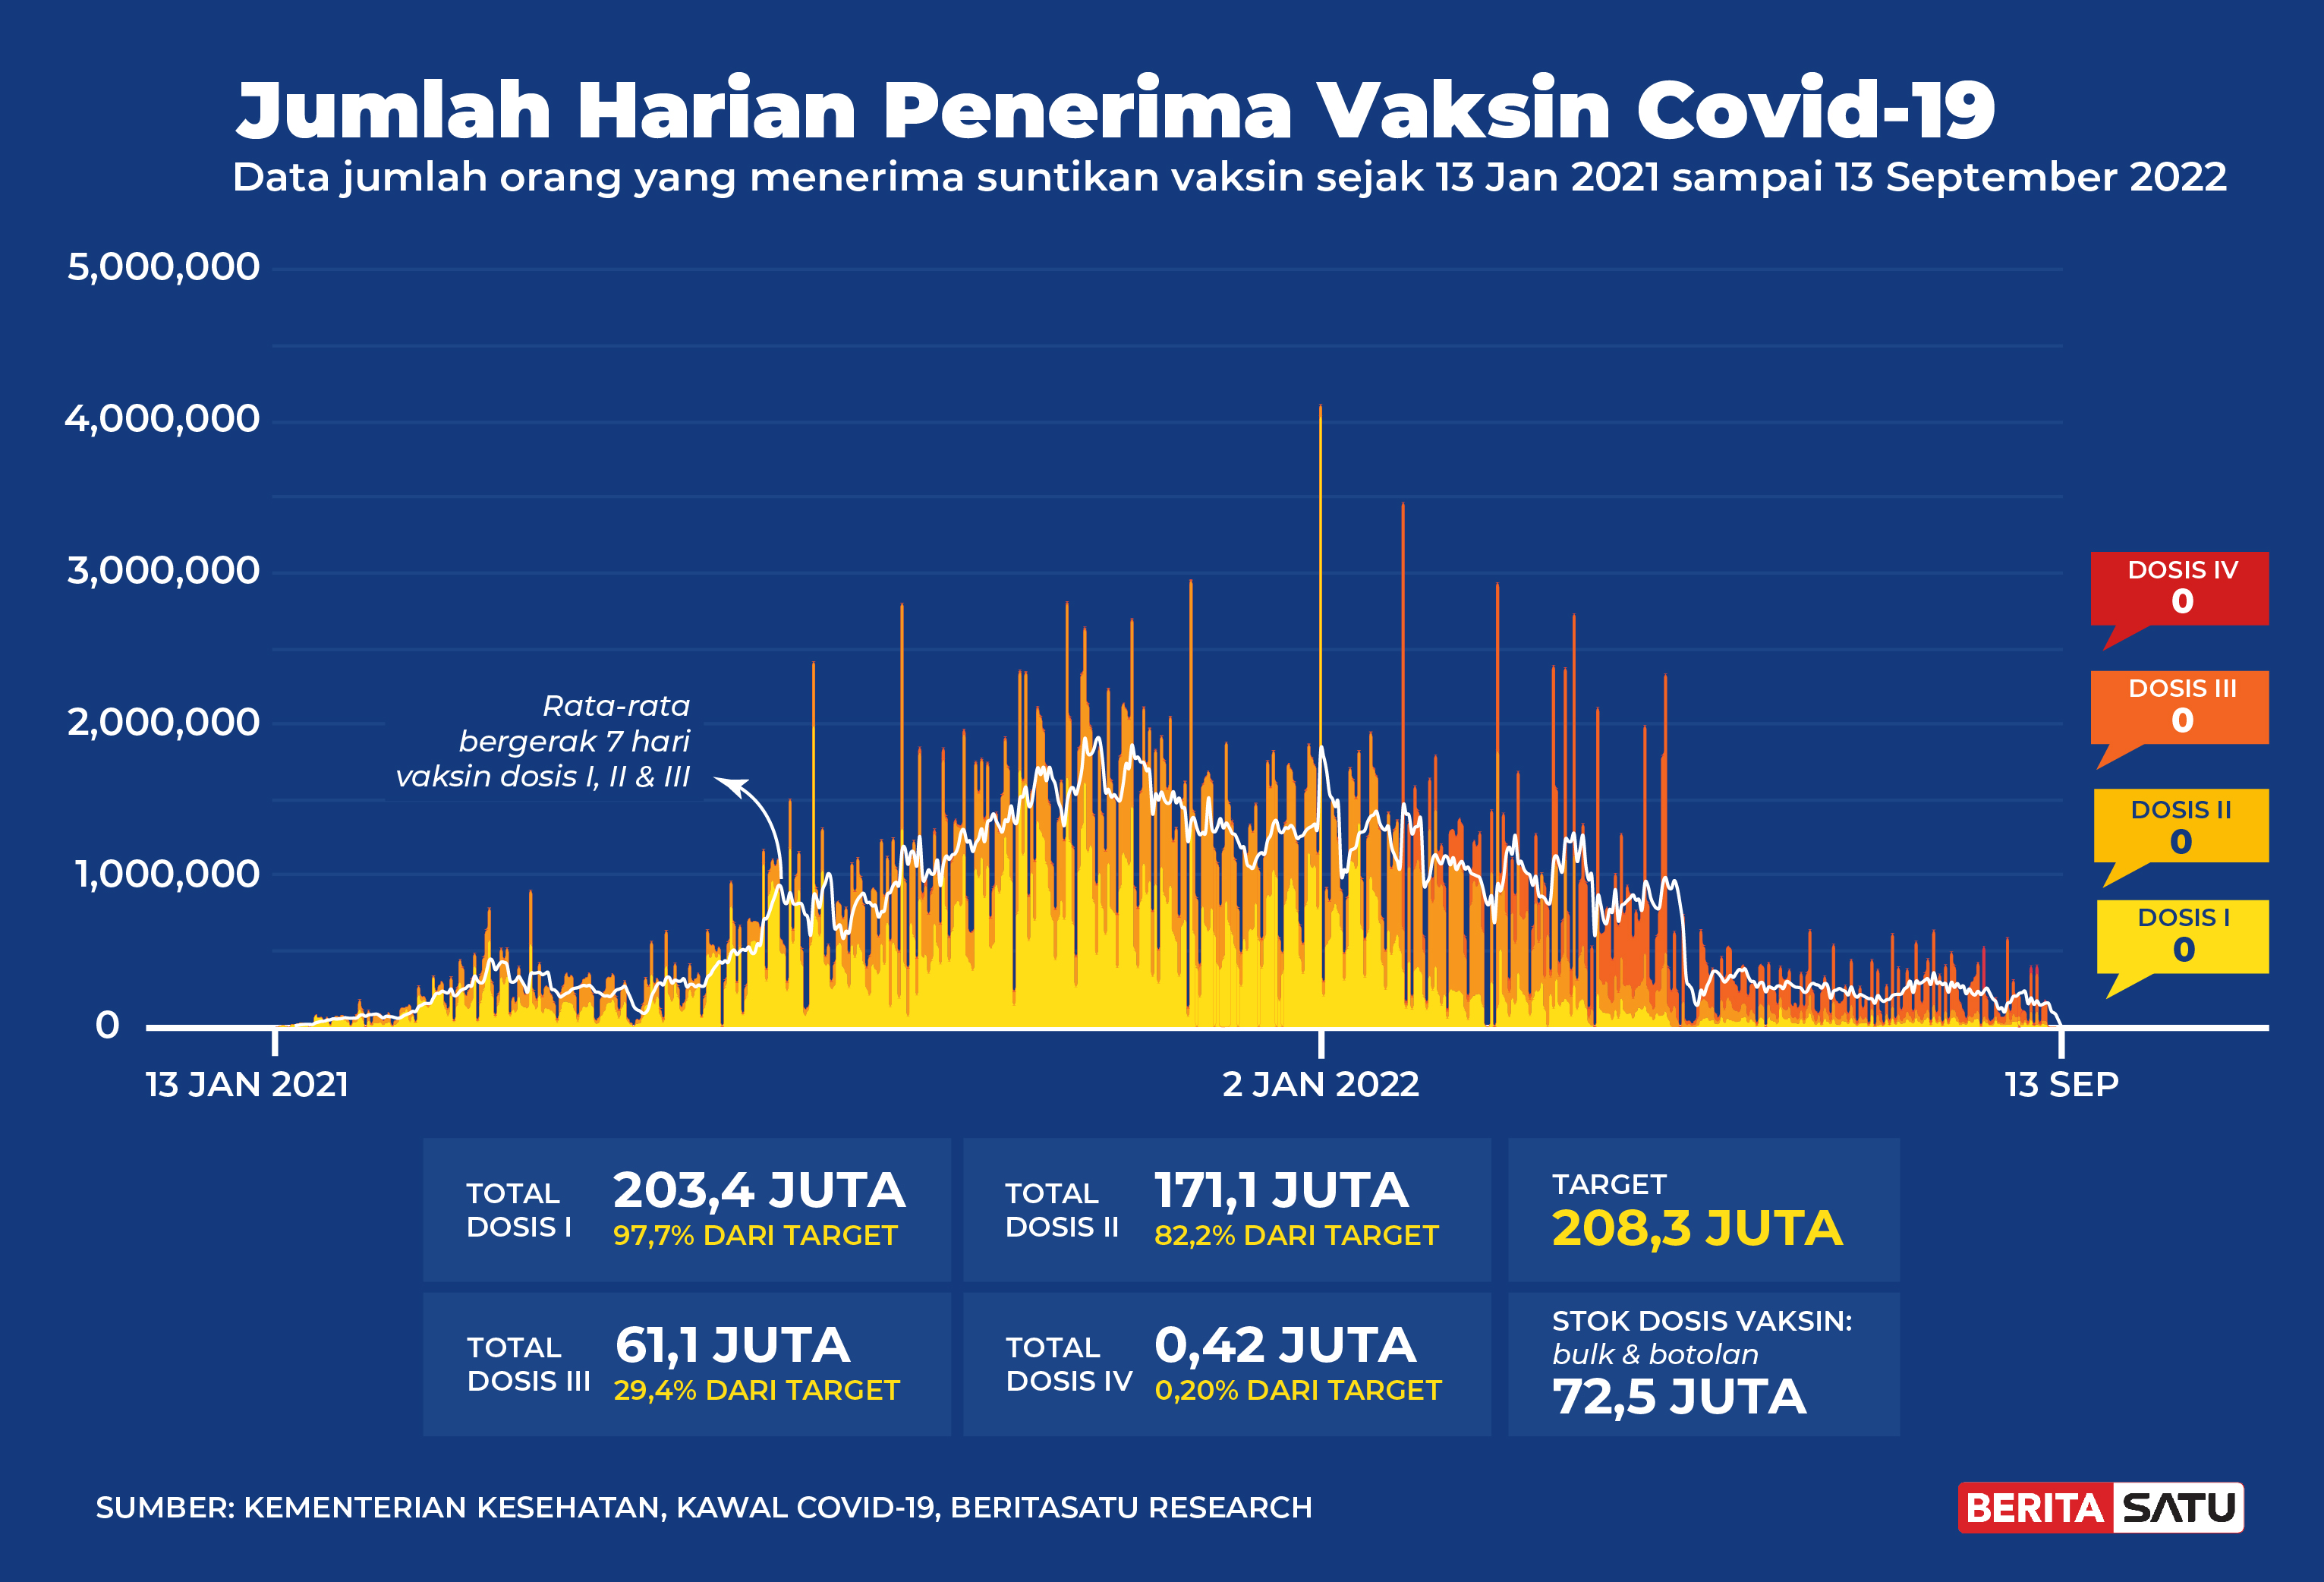 Jumlah Harian Penerima Vaksin Covid-19
Data jumlah orang yang menerima suntikan vaksin sejak 13 Jan 2021 sampai 13 September 2022
5,000,000
4,000,000
3,000,000
2,000,000
1,000,000
0
Rata-rata
bergerak 7 hari
vaksin dosis I, II & III
DOSIS IV
0
DOSIS III
0
DOSIS II
0
DOSIS I
0
13 JAN 2021
2 JAN 2022
13 SEP
TOTAL
DOSIS I
203,4 JUTA
97,7% DARI TARGET
TOTAL
DOSIS II
171,1 JUTA
82,2% DARI TARGET
TARGET
208,3 JUTA
TOTAL
DOSIS III
61,1 JUTA
29,4% DARI TARGET
TOTAL
DOSIS IV
0,42 JUTA
0,20% DARI TARGET
STOK DOSIS VAKSIN:
bulk & botolan
72,5 JUTA
SUMBER: KEMENTERIAN KESEHATAN, KAWAL COVID-19, BERITASATU RESEARCH
BERITA SATU